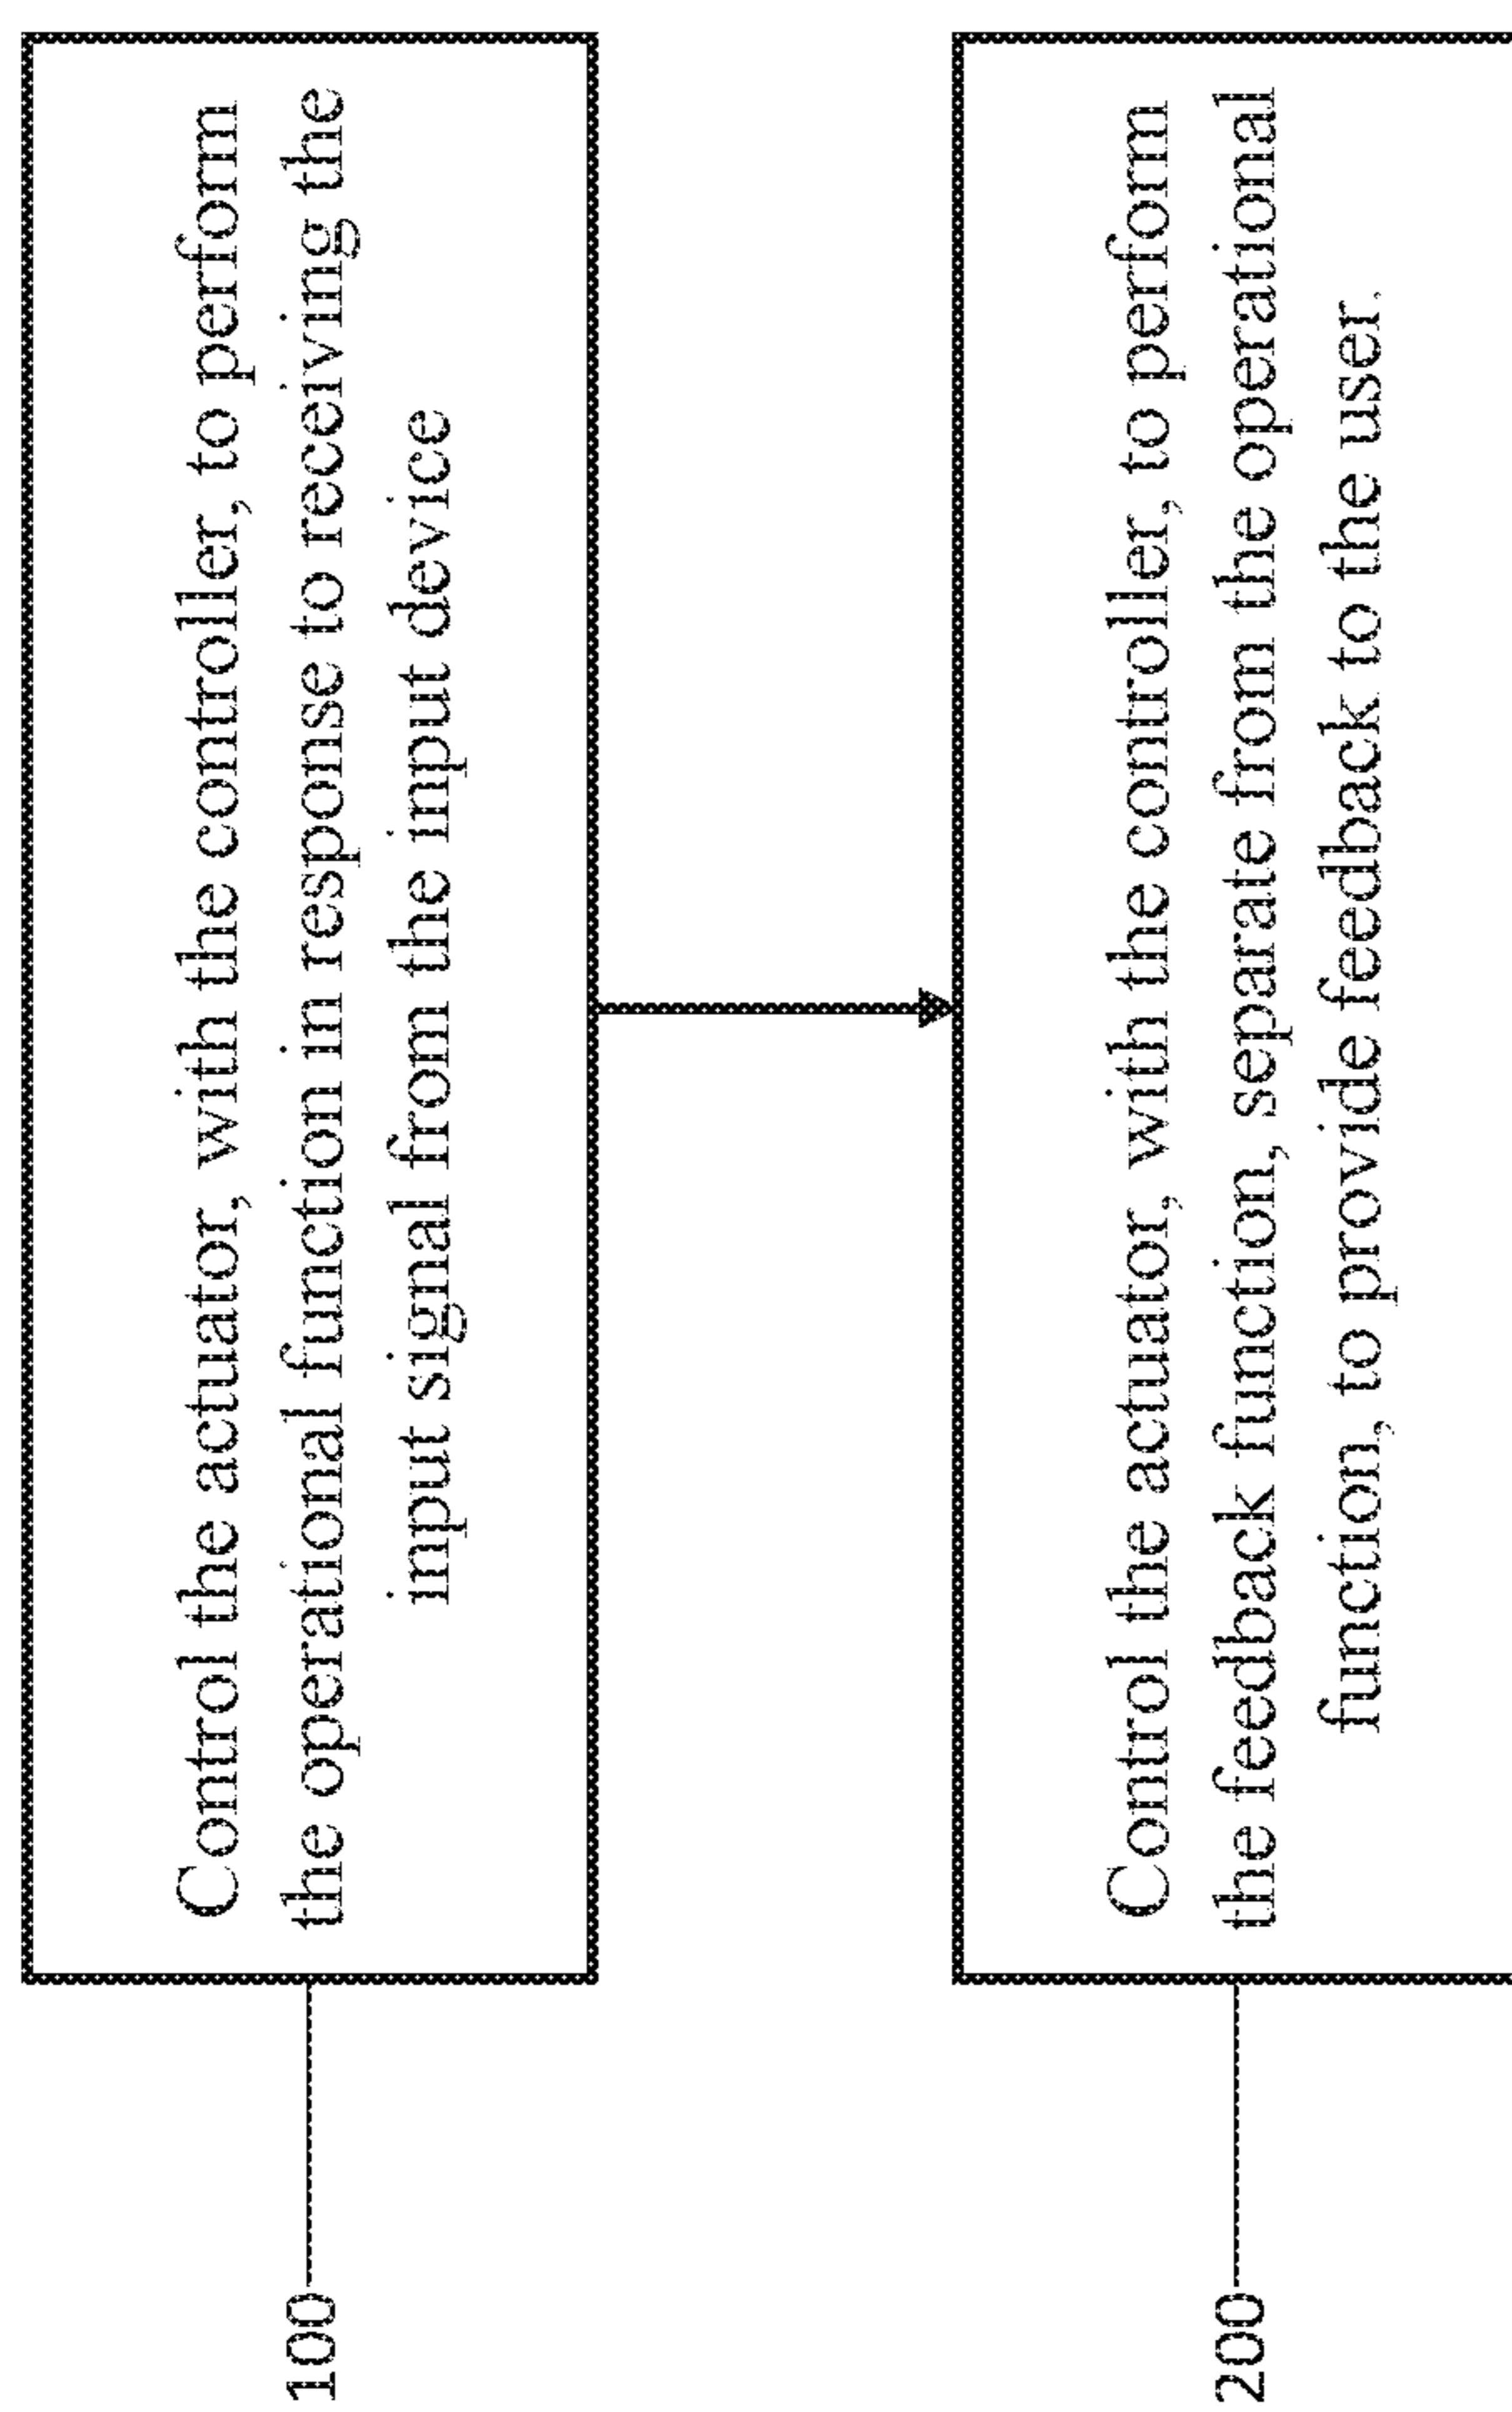 100
Control the actuator, with the controller, to perform
the operational function in response to receiving the
input signal from the input device
200
Control the actuator, with the controller, to perform
the feedback function, separate from the operational
function, to provide feedback to the user.